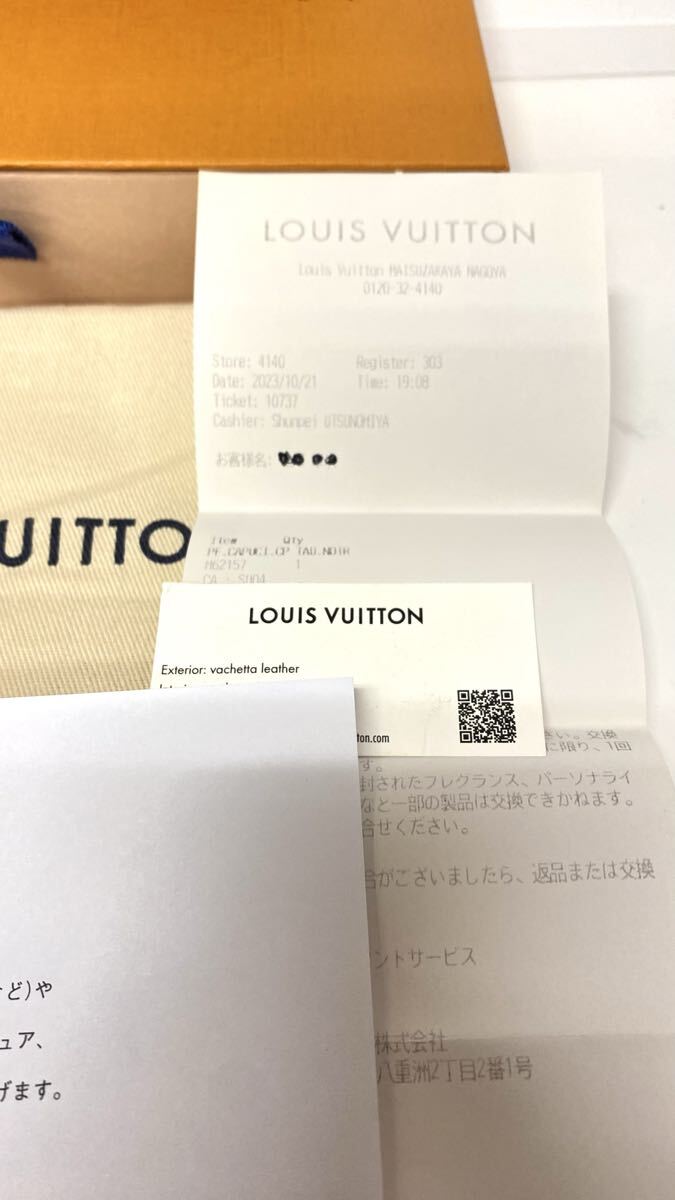 LOUIS VUITTON
Louis Vuitton MATSUZAKAYA NAGOYA
0120-32-4140
Store: 4140 Register: 303
Date: 2023/10/21 Time: 19:08
Ticket: 10737
Cashier: Shunpei UTSUNOMIYA
お客様名:
UITTO
Item Qty
PF.CAPUCI.CP TAU.NOIR
M62157 1
LOUIS VUITTON
Exterior: vachetta leather
ton.com
さい。交換
に限り、1回
す。
封されたフレグランス、パーソナライ
など一部の製品は交換できかねます。
合せください。
合がございましたら、返品または交換
ントサービス
株式会社
八重洲2丁目2番1号
ど)や
ュア、
げます。